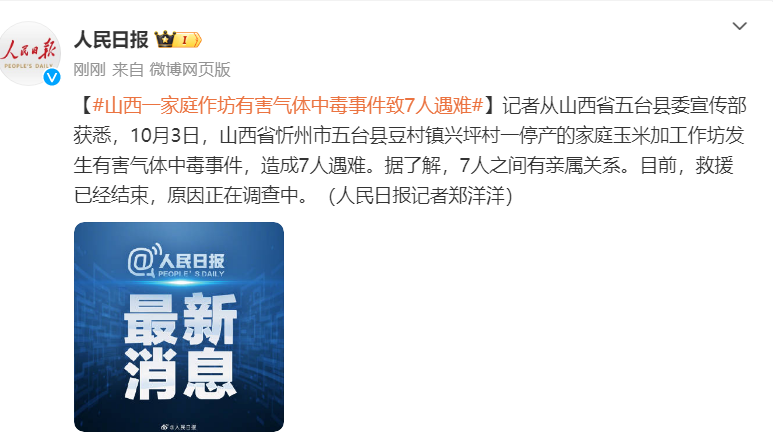 人民日報
PEOPLE'S DAILY
人民日报
I
刚刚 来自 微博网页版
【#山西一家庭作坊有害气体中毒事件致7人遇难#】记者从山西省五台县委宣传部
获悉，10月3日，山西省忻州市五台县豆村镇兴坪村一停产的家庭玉米加工作坊发
生有害气体中毒事件，造成7人遇难。据了解，7人之间有亲属关系。目前，救援
已经结束，原因正在调查中。（人民日报记者郑洋洋）
@人民日报
PEOPLE'S DAILY
最新
消息
@人民日报